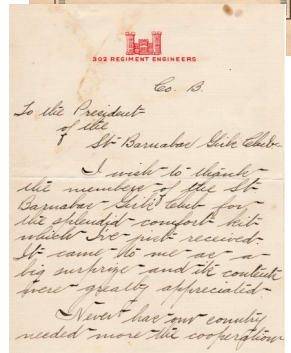 302 REGIMENT ENGINEERS
Co. B.
To the President
of the
St Barnabas Girls Club-
I wish to thank
the members of the St
Barnabas Girls Club for
the splendid comfort kit
which I've just received
It came to me as a
big surprize and its contents
were greatly appreciated-
Never has our country
needed more the cooperation